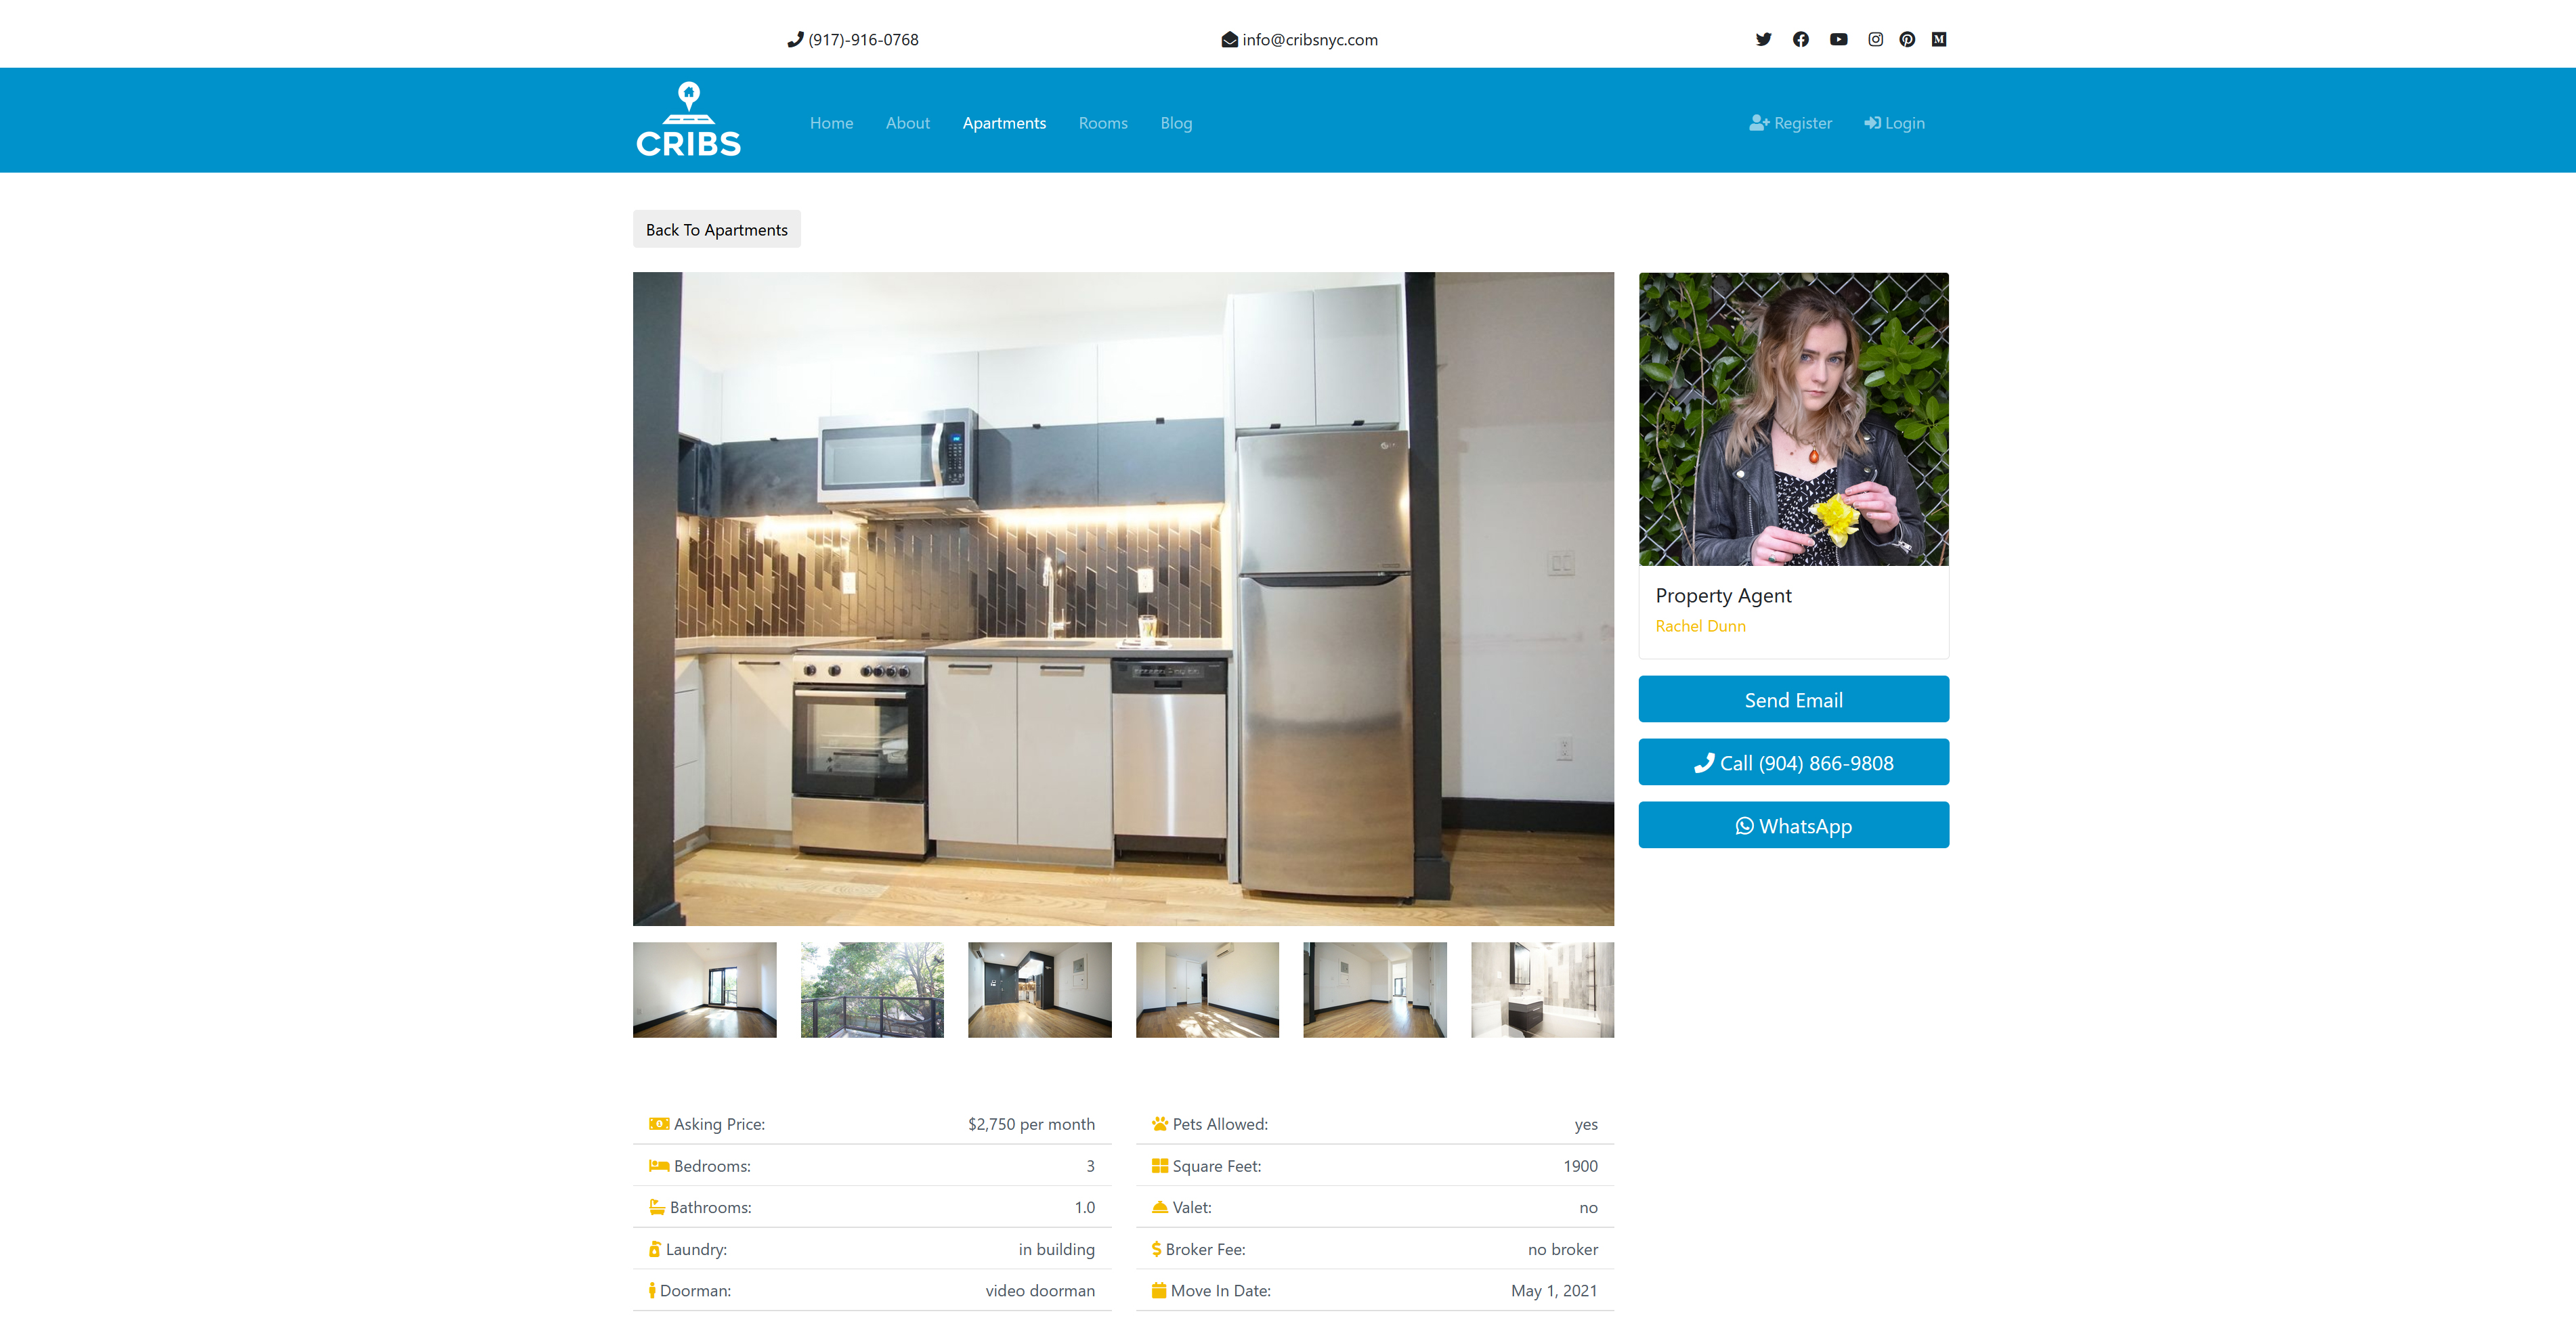 (917)-916-0768
info@cribsnyc.com
CRIBS
Home
About
Apartments
Rooms
Blog
Register
Login
Back To Apartments
Property Agent
Rachel Dunn
Send Email
Call (904) 866-9808
WhatsApp
Asking Price: $2,750 per month
Bedrooms: 3
Bathrooms: 1.0
Laundry: in building
Doorman: video doorman
Pets Allowed: yes
Square Feet: 1900
Valet: no
Broker Fee: no broker
Move In Date: May 1, 2021